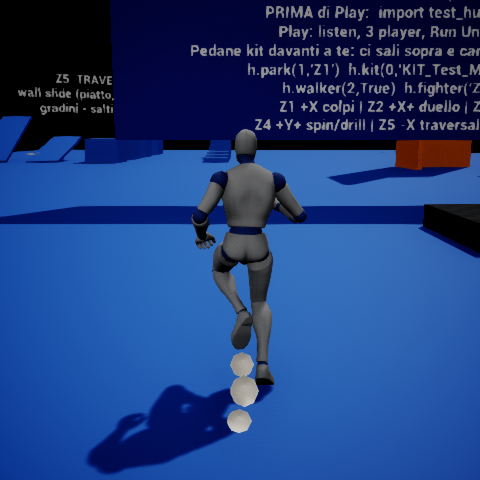 PRIMA di Play: import test_hu
Play: listen, 3 player, Run Un
Pedane kit davanti a te: ci sali sopra e car
h.park(1,'Z1') h.kit(0,'KIT_Test_M
h.walker(2,True) h.fighter('Z
Z1 +X colpi | Z2 +X+ duello | Z
Z4 +Y+ spin/drill | Z5 -X traversal
Z5 TRAVE
wall slide (piatto,
gradini - salti